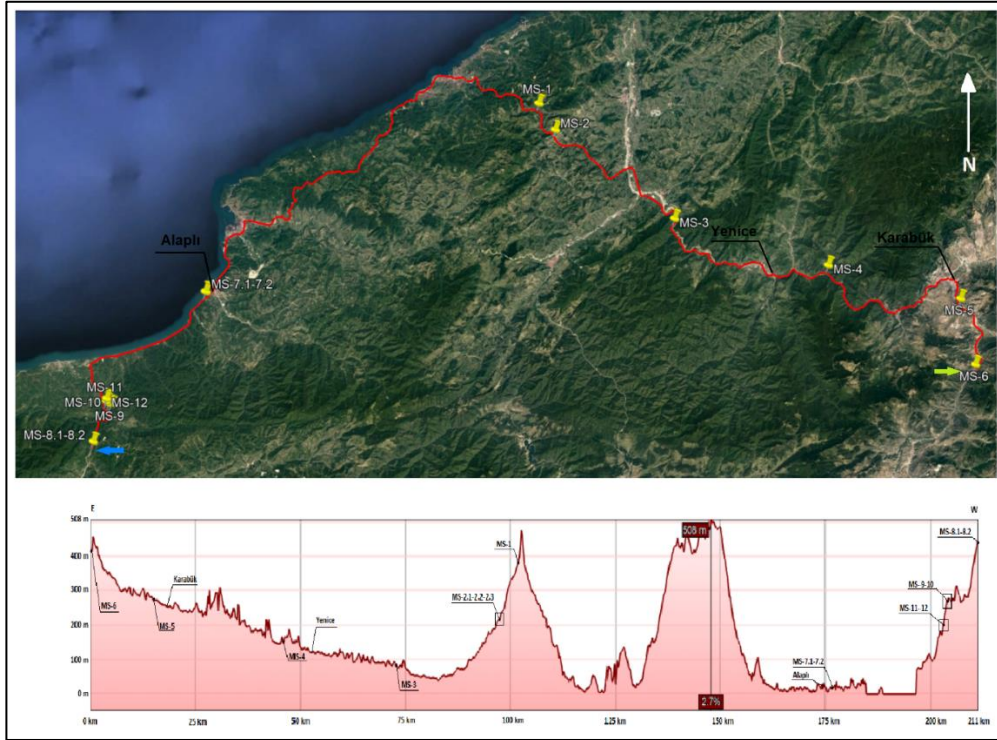 MS-1
MS-2
N
MS-3
Alaplı
Yenice
Karabük
MS-4
MS-7.1-7.2
MS-5
MS-6
MS-11
MS-10
MS-12
MS-9
MS-8.1-8.2
E
W
508 m
508 m
MS-8.1-8.2
MS-1
400 m
Karabük
MS- 9-10
300 m
MS-2.1-2.2- 2.3
MS-11- 12
MS-6
MS-5
200 m
Yenice
MS-7.1-7.2
100 m
MS-4
Alaplı
MS-3
0 m
2.7%
0 km
25 km
50 km
75 km
100 km
1.25 km
150 km
175 km
200 km
211 km